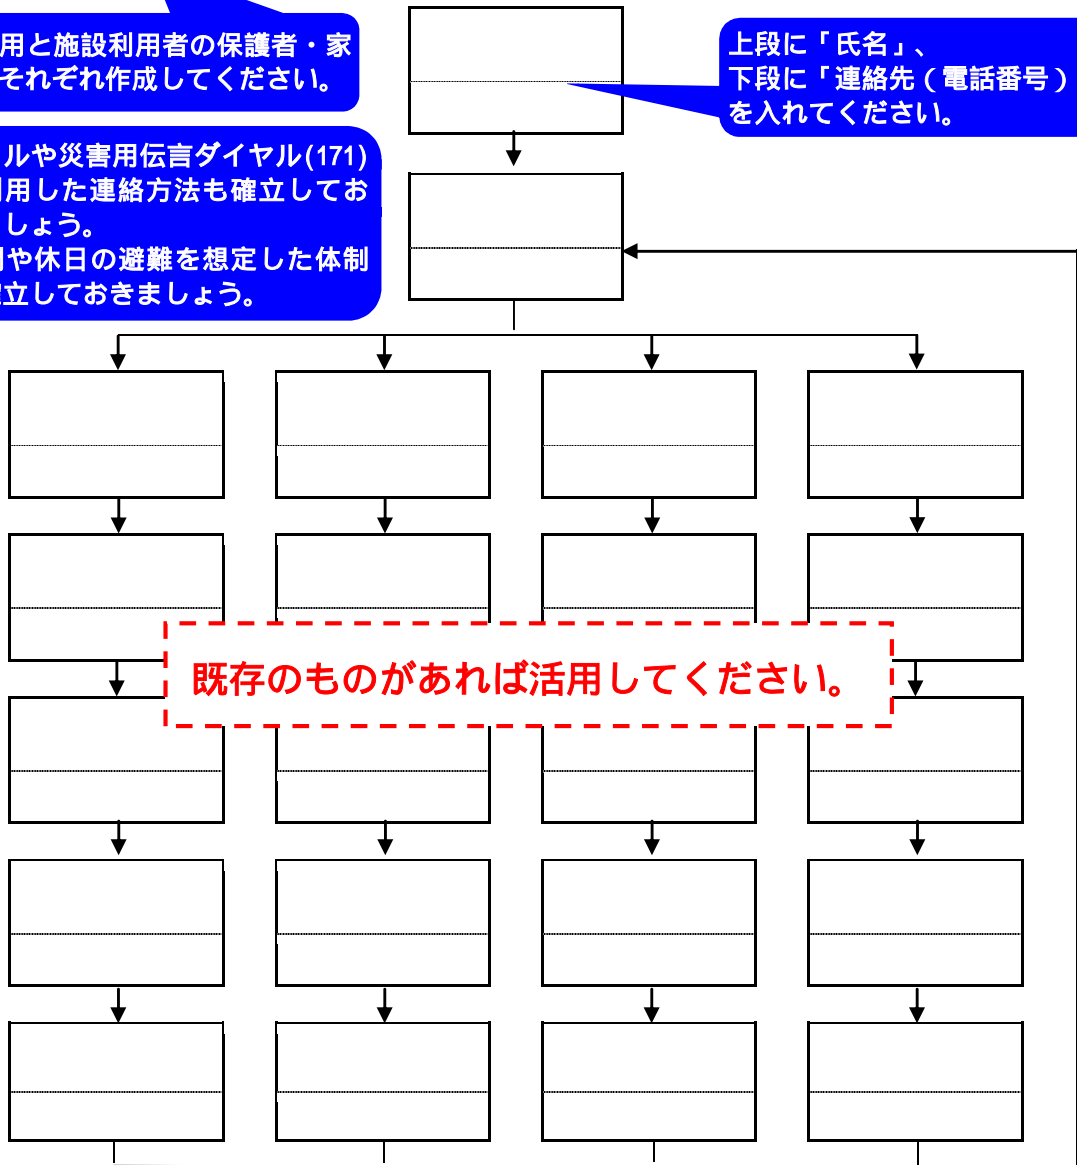 用と施設利用者の保護者・家
それぞれ作成してください。
上段に「氏名」、
下段に「連絡先(電話番号)
を入れてください。
ルや災害用伝言ダイヤル(171)
用した連絡方法も確立してお
しょう。
や休日の避難を想定した体制
立しておきましょう。
既存のものがあれば活用してください。